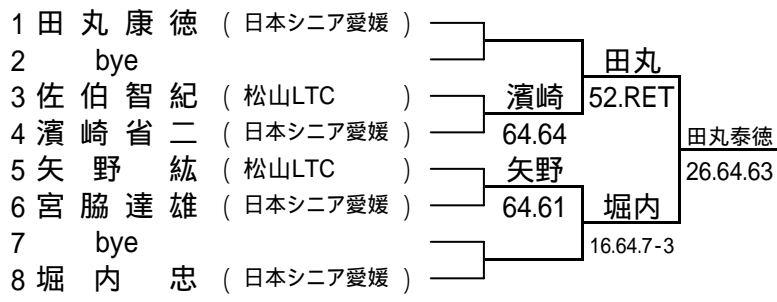 1 田 丸 康 徳 ( 日本シニア愛媛 )
2 bye
田丸
3 佐 伯 智 紀 ( 松山LTC ) 濱崎 52.RET
4 濱 崎 省 二 ( 日本シニア愛媛 ) 64.64 田丸泰徳
5 矢 野 紘 ( 松山LTC ) 矢野 26.64.63
6 宮 脇 達 雄 ( 日本シニア愛媛 ) 64.61 堀内
7 bye 16.64.7-3
8 堀 内 忠 ( 日本シニア愛媛 )